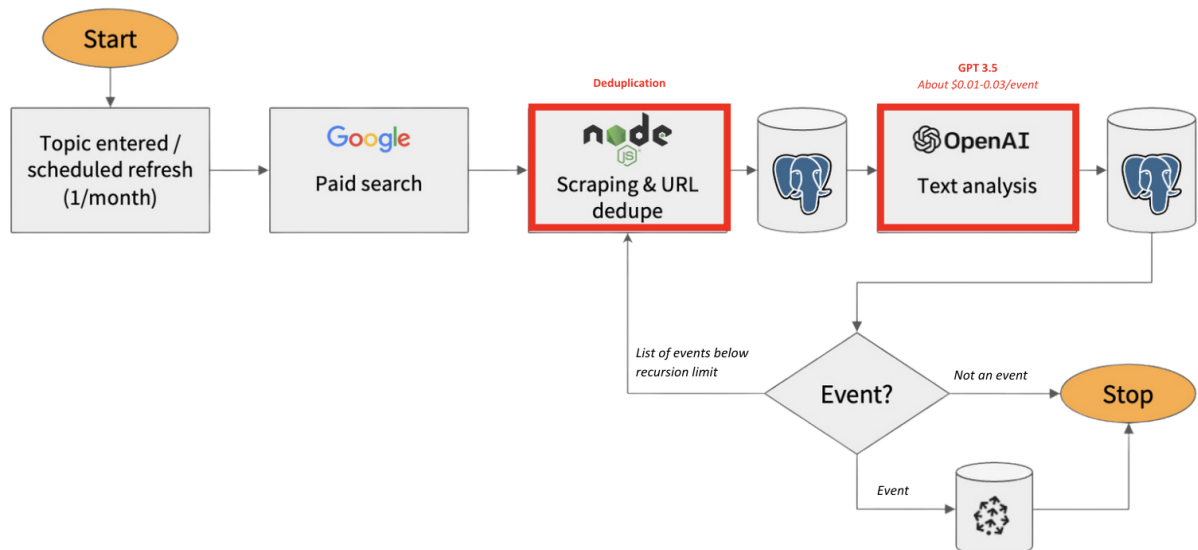 Start
Topic entered /
scheduled refresh
(1/month)
Google
Paid search
Deduplication
node
JS
Scraping & URL
dedupe
GPT 3.5
About $0.01-0.03/event
OpenAI
Text analysis
List of events below
recursion limit
Event?
Not an event
Stop
Event